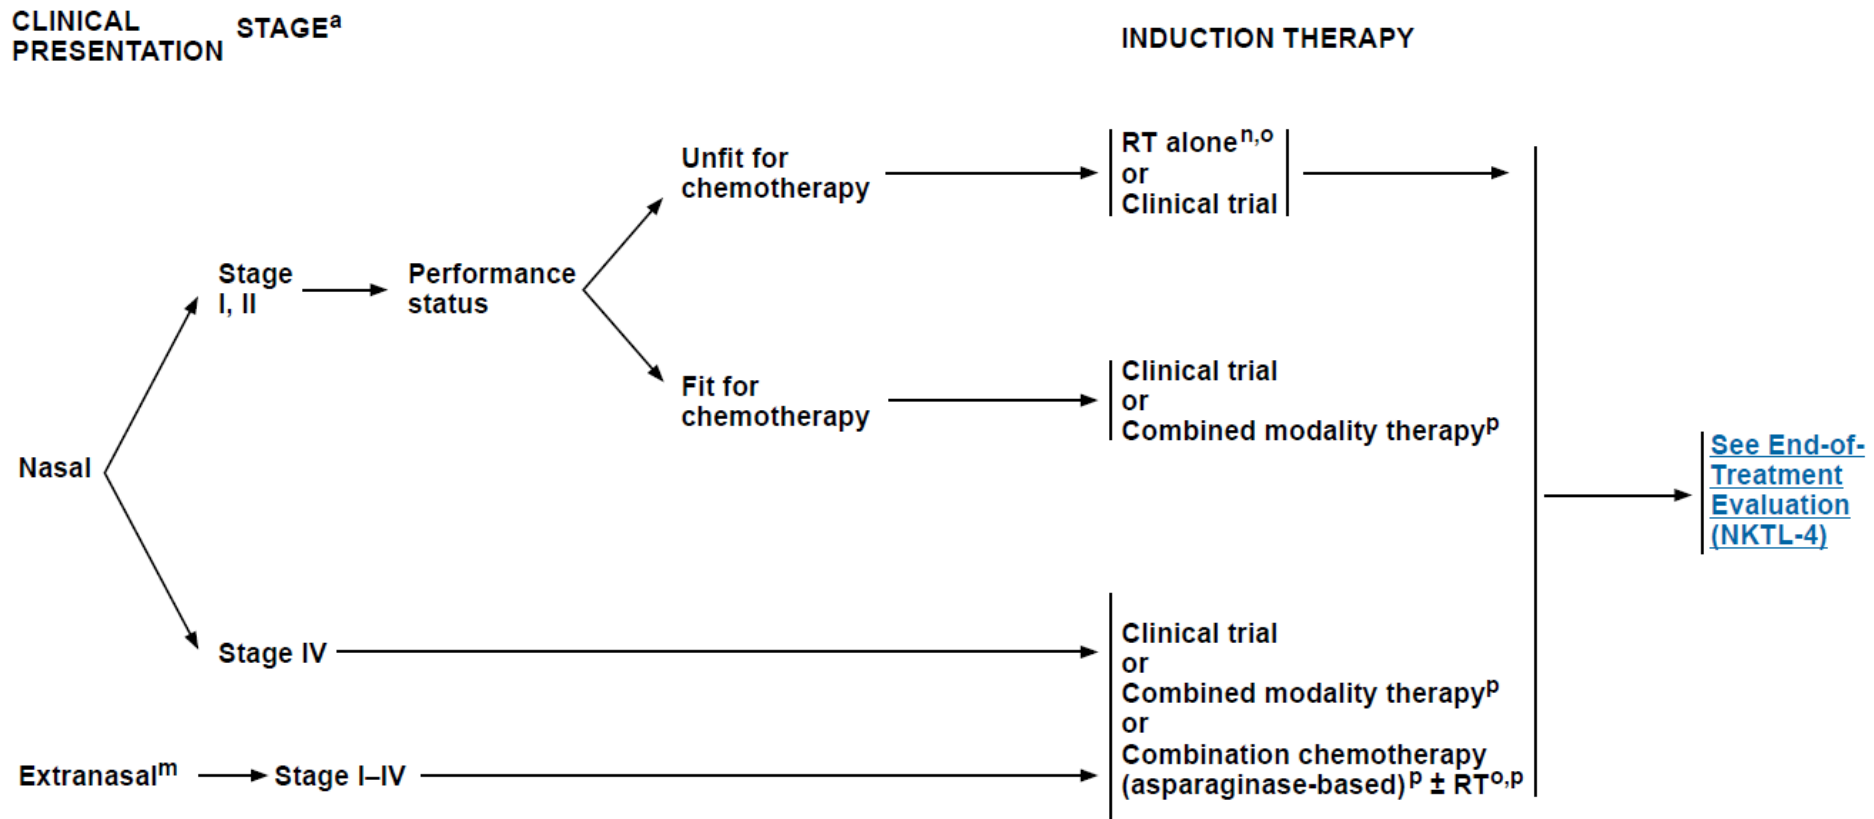 CLINICAL
PRESENTATION
STAGEᵃ
INDUCTION THERAPY
Unfit for
chemotherapy
RT aloneⁿ,ᵒ
or
Clinical trial
Stage
I, II
Performance
status
Fit for
chemotherapy
Clinical trial
or
Combined modality therapyᵖ
Nasal
See End-of-
Treatment
Evaluation
(NKTL-4)
Stage IV
Clinical trial
or
Combined modality therapyᵖ
or
Combination chemotherapy
(asparaginase-based)ᵖ ± RTᵒ,ᵖ
Extranasalᵐ
Stage I–IV